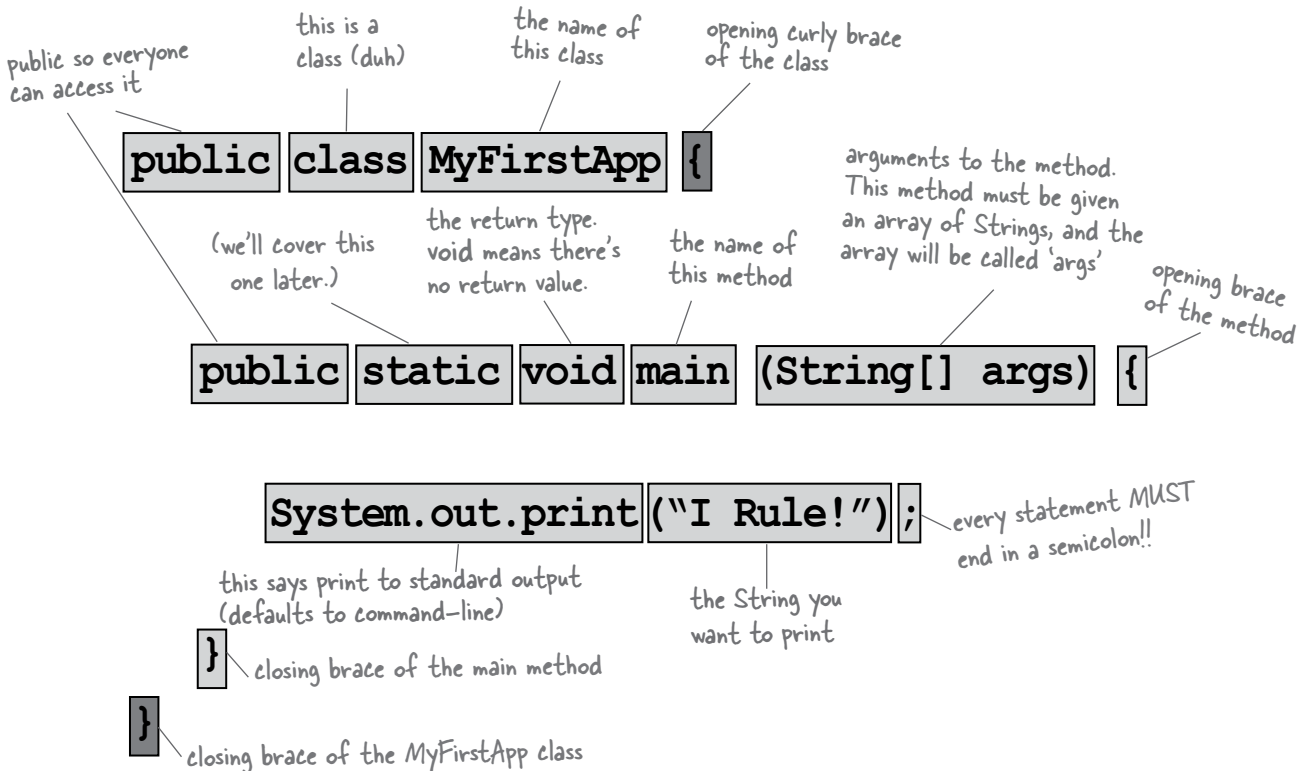 public so everyone
can access it
this is a
class (duh)
the name of
this class
opening curly brace
of the class
public class MyFirstApp {
(we'll cover this
one later.)
the return type.
void means there's
no return value.
the name of
this method
arguments to the method.
This method must be given
an array of Strings, and the
array will be called ‘args’
opening brace
of the method
public static void main (String[] args) {
System.out.print(“I Rule!”);
every statement MUST
end in a semicolon!!
this says print to standard output
(defaults to command-line)
the String you
want to print
}
closing brace of the main method
}
closing brace of the MyFirstApp class